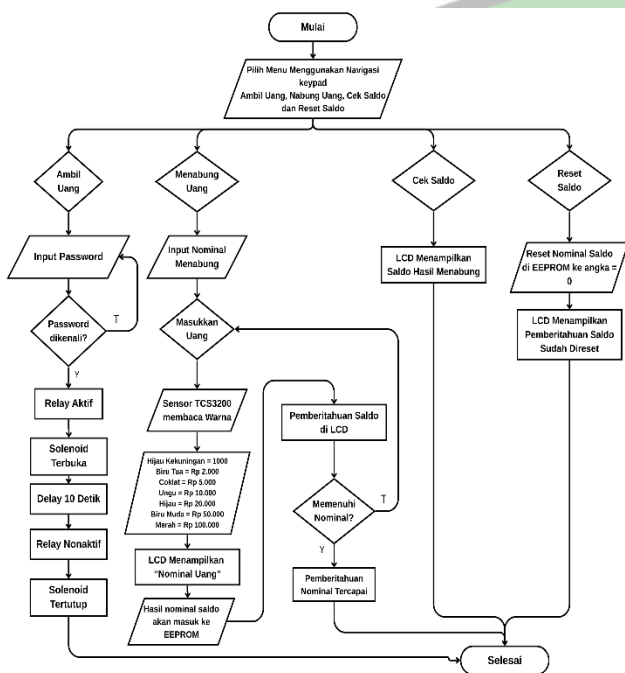 Mulai
Pilih Menu Menggunakan Navigasi
keypad
Ambil Uang, Nabung Uang, Cek Saldo
dan Reset Saldo
Ambil
Uang
Menabung
Uang
Cek Saldo
Reset
Saldo
Input Password
Input Nominal
Menabung
LCD Menampilkan
Saldo Hasil Menabung
Reset Nominal Saldo
di EEPROM ke angka =
0
Password
dikenali?
T
Y
Masukkan
Uang
LCD Menampilkan
Pemberitahuan Saldo
Sudah Direset
Relay Aktif
Sensor TCS3200
membaca Warna
Pemberitahuan Saldo
di LCD
Solenoid
Terbuka
Hijau Kekuningan = 1000
Biru Tua = Rp 2.000
Coklat = Rp 5.000
Ungu = Rp 10.000
Hijau = Rp 20.000
Biru Muda = Rp 50.000
Merah = Rp 100.000
Delay 10 Detik
Memenuhi
Nominal?
T
Y
Relay Nonaktif
LCD Menampilkan
"Nominal Uang"
Pemberitahuan
Nominal Tercapai
Solenoid
Tertutup
Hasil nominal saldo
akan masuk ke
EEPROM
Selesai